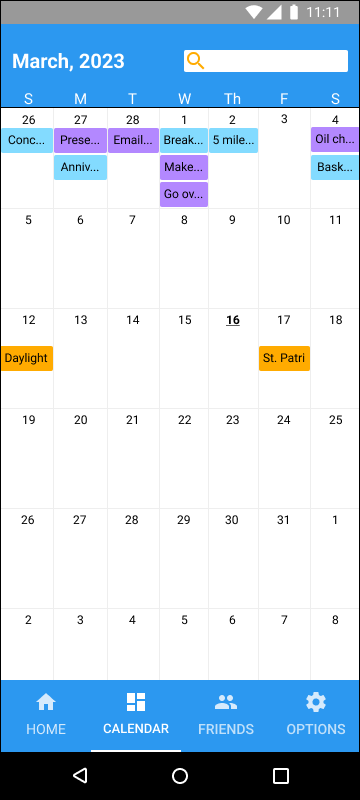 11:11
March, 2023
S M T W Th F S
26 27 28 1 2 3 4
Conc... Prese... Email... Break... 5 mile... Oil ch...
Anniv... Make... Bask...
Go ov...
5 6 7 8 9 10 11
12 13 14 15 16 17 18
Daylight St. Patri
19 20 21 22 23 24 25
26 27 28 29 30 31 1
2 3 4 5 6 7 8
HOME CALENDAR FRIENDS OPTIONS